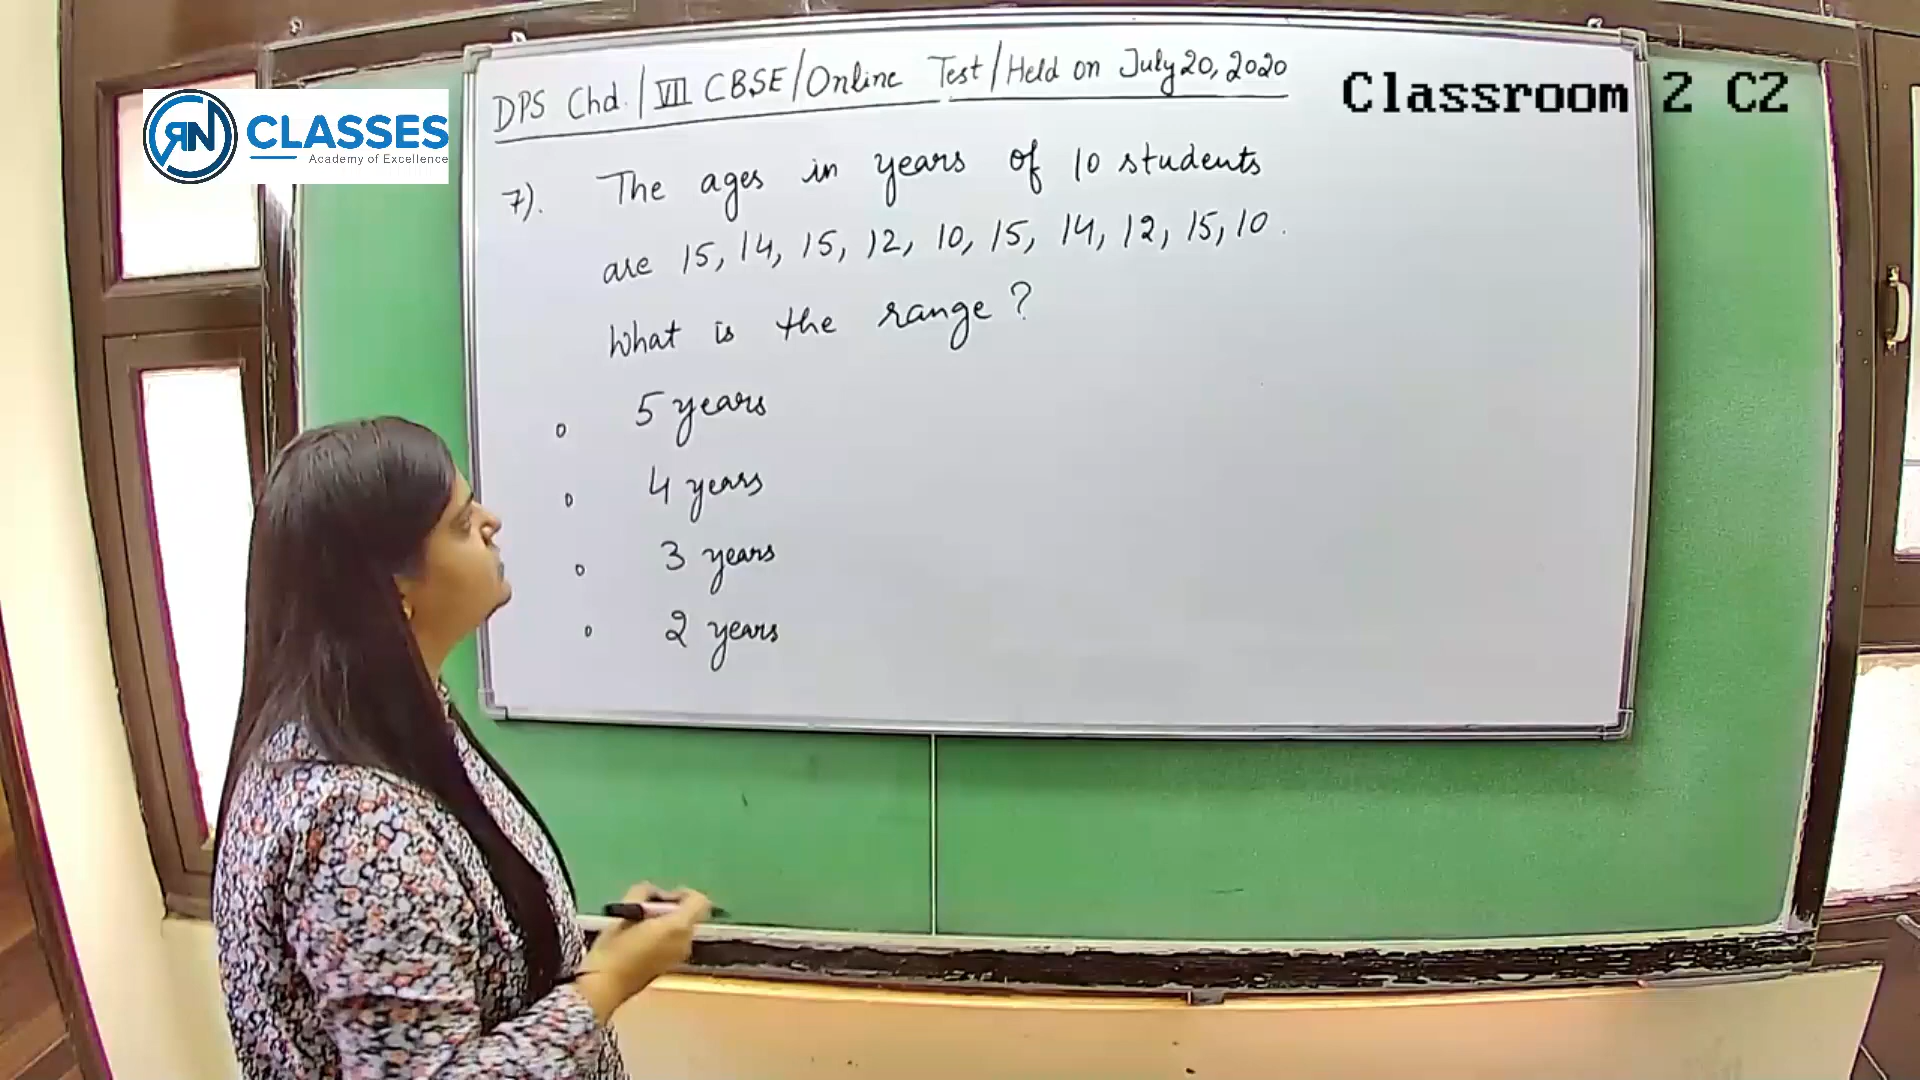 DPS Chd. / VII CBSE / Online Test / Held on July 20, 2020
Classroom 2 C2
RN CLASSES
Academy of Excellence
7). The ages in years of 10 students
are 15, 14, 15, 12, 10, 15, 14, 12, 15, 10.
What is the range?
5 years
4 years
3 years
2 years